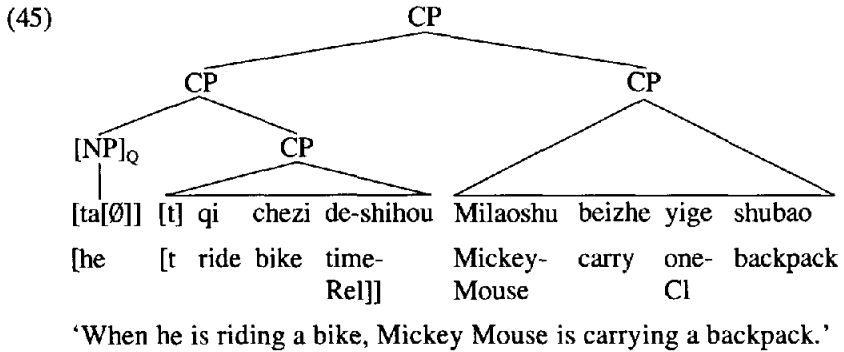 (45)
CP
CP CP
[NP]Q CP
[ta[Ø]] [t] qi chezi de-shihou Milaoshu beizhe yige shubao
[he [t ride bike time- Mickey- carry one- backpack
Rel]] Mouse Cl
‘When he is riding a bike, Mickey Mouse is carrying a backpack.’